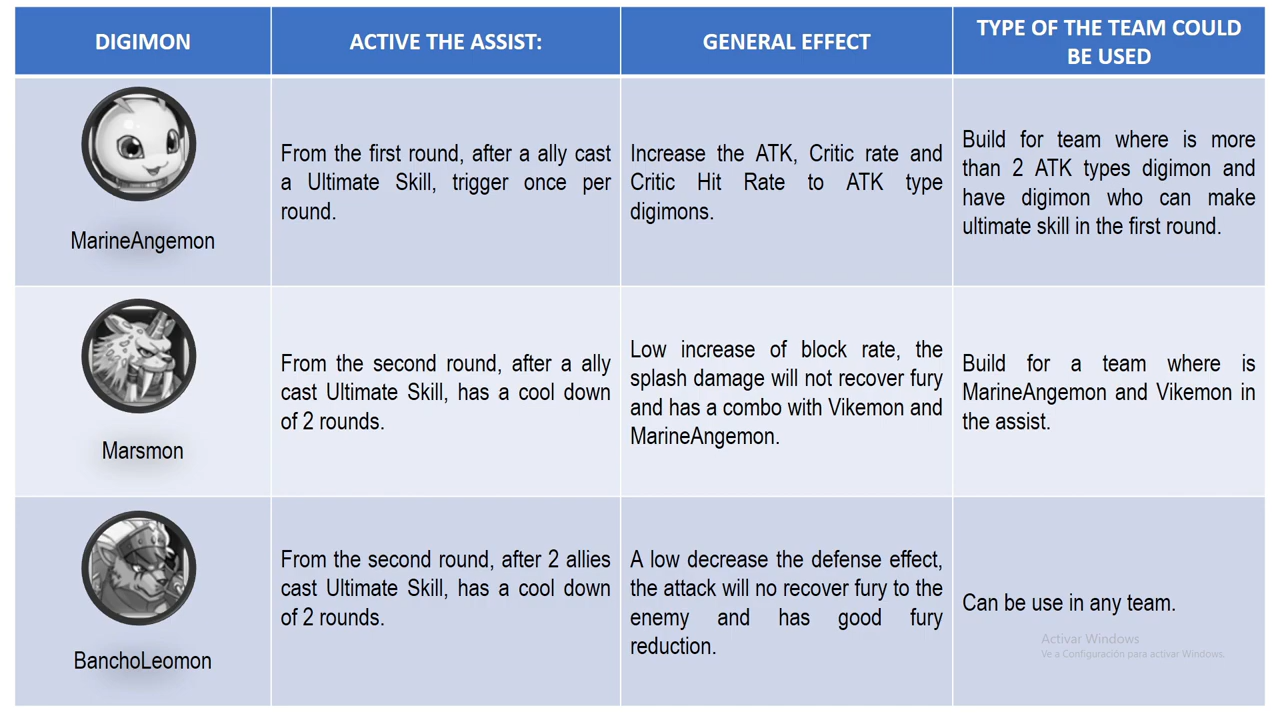 DIGIMON
ACTIVE THE ASSIST:
GENERAL EFFECT
TYPE OF THE TEAM COULD
BE USED
MarineAngemon
From the first round, after a ally cast
a Ultimate Skill, trigger once per
round.
Increase the ATK, Critic rate and
Critic Hit Rate to ATK type
digimons.
Build for team where is more
than 2 ATK types digimon and
have digimon who can make
ultimate skill in the first round.
Marsmon
From the second round, after a ally
cast Ultimate Skill, has a cool down
of 2 rounds.
Low increase of block rate, the
splash damage will not recover fury
and has a combo with Vikemon and
MarineAngemon.
Build for a team where is
MarineAngemon and Vikemon in
the assist.
BanchoLeomon
From the second round, after 2 allies
cast Ultimate Skill, has a cool down
of 2 rounds.
A low decrease the defense effect,
the attack will no recover fury to the
enemy and has good fury
reduction.
Can be use in any team.
Activar Windows
Ve a Configuración para activar Windows.